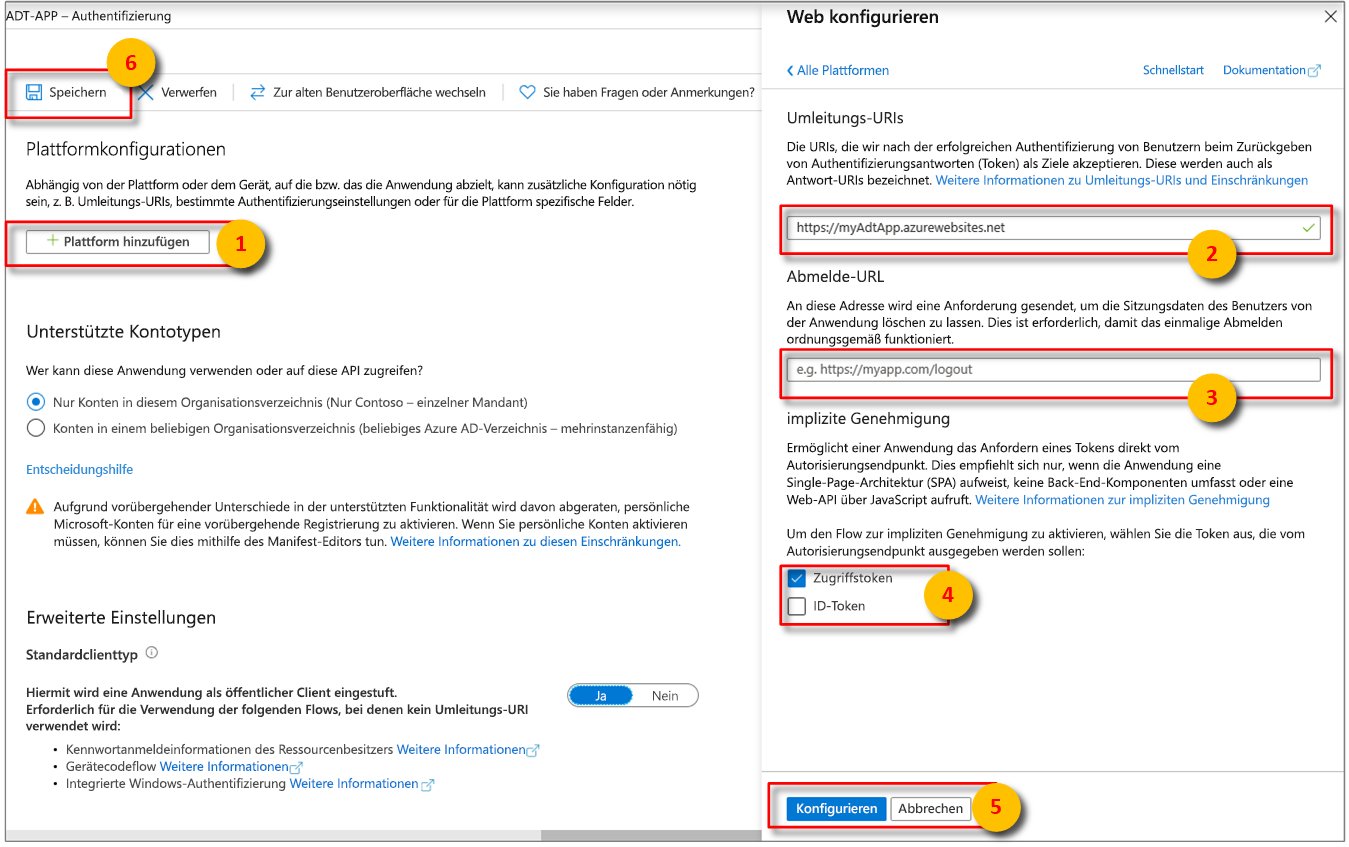 ADT-APP – Authentifizierung
6
Speichern
Verwerfen
Zur alten Benutzeroberfläche wechseln
Sie haben Fragen oder Anmerkungen?
Plattformkonfigurationen
Abhängig von der Plattform oder dem Gerät, auf die bzw. das die Anwendung abzielt, kann zusätzliche Konfiguration nötig
sein, z. B. Umleitungs-URIs, bestimmte Authentifizierungseinstellungen oder für die Plattform spezifische Felder.
+ Plattform hinzufügen
1
Unterstützte Kontotypen
Wer kann diese Anwendung verwenden oder auf diese API zugreifen?
Nur Konten in diesem Organisationsverzeichnis (Nur Contoso – einzelner Mandant)
Konten in einem beliebigen Organisationsverzeichnis (beliebiges Azure AD-Verzeichnis – mehrinstanzenfähig)
Entscheidungshilfe
Aufgrund vorübergehender Unterschiede in der unterstützten Funktionalität wird davon abgeraten, persönliche
Microsoft-Konten für eine vorübergehende Registrierung zu aktivieren. Wenn Sie persönliche Konten aktivieren
müssen, können Sie dies mithilfe des Manifest-Editors tun. Weitere Informationen zu diesen Einschränkungen.
Erweiterte Einstellungen
Standardclienttyp
Hiermit wird eine Anwendung als öffentlicher Client eingestuft.
Erforderlich für die Verwendung der folgenden Flows, bei denen kein Umleitungs-URI
verwendet wird:
Ja
Nein
• Kennwortanmeldeinformationen des Ressourcenbesitzers Weitere Informationen
• Gerätecodeflow Weitere Informationen
• Integrierte Windows-Authentifizierung Weitere Informationen
Web konfigurieren
Alle Plattformen
Schnellstart
Dokumentation
Umleitungs-URIs
Die URIs, die wir nach der erfolgreichen Authentifizierung von Benutzern beim Zurückgeben
von Authentifizierungsantworten (Token) als Ziele akzeptieren. Diese werden auch als
Antwort-URIs bezeichnet. Weitere Informationen zu Umleitungs-URIs und Einschränkungen
https://myAdtApp.azurewebsites.net
2
Abmelde-URL
An diese Adresse wird eine Anforderung gesendet, um die Sitzungsdaten des Benutzers von
der Anwendung löschen zu lassen. Dies ist erforderlich, damit das einmalige Abmelden
ordnungsgemäß funktioniert.
e.g. https://myapp.com/logout
3
implizite Genehmigung
Ermöglicht einer Anwendung das Anfordern eines Tokens direkt vom
Autorisierungsendpunkt. Dies empfiehlt sich nur, wenn die Anwendung eine
Single-Page-Architektur (SPA) aufweist, keine Back-End-Komponenten umfasst oder eine
Web-API über JavaScript aufruft. Weitere Informationen zur impliziten Genehmigung
Um den Flow zur impliziten Genehmigung zu aktivieren, wählen Sie die Token aus, die vom
Autorisierungsendpunkt ausgegeben werden sollen:
Zugriffstoken
ID-Token
4
Konfigurieren
Abbrechen
5